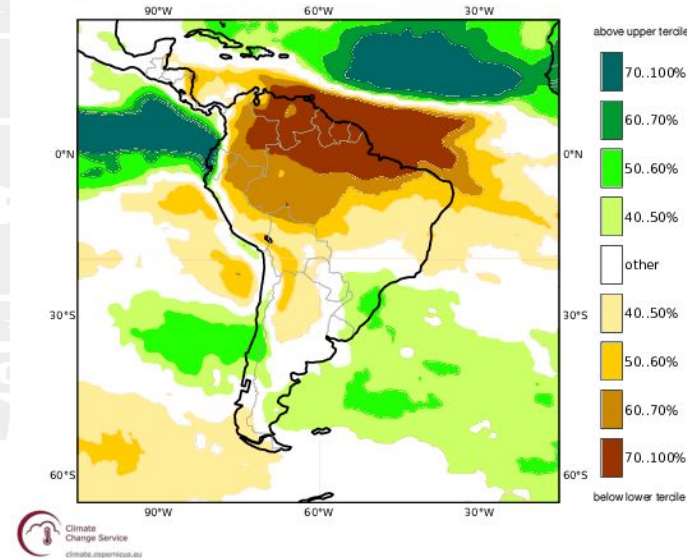 90°W 60°W 30°W
above upper tercile
70..100%
60..70%
0°N 0°N
50..60%
40..50%
other
30°S 30°S
40..50%
50..60%
60..70%
70..100%
60°S 60°S
below lower tercile
90°W 60°W 30°W
Climate
Change Service
climate.copernicus.eu